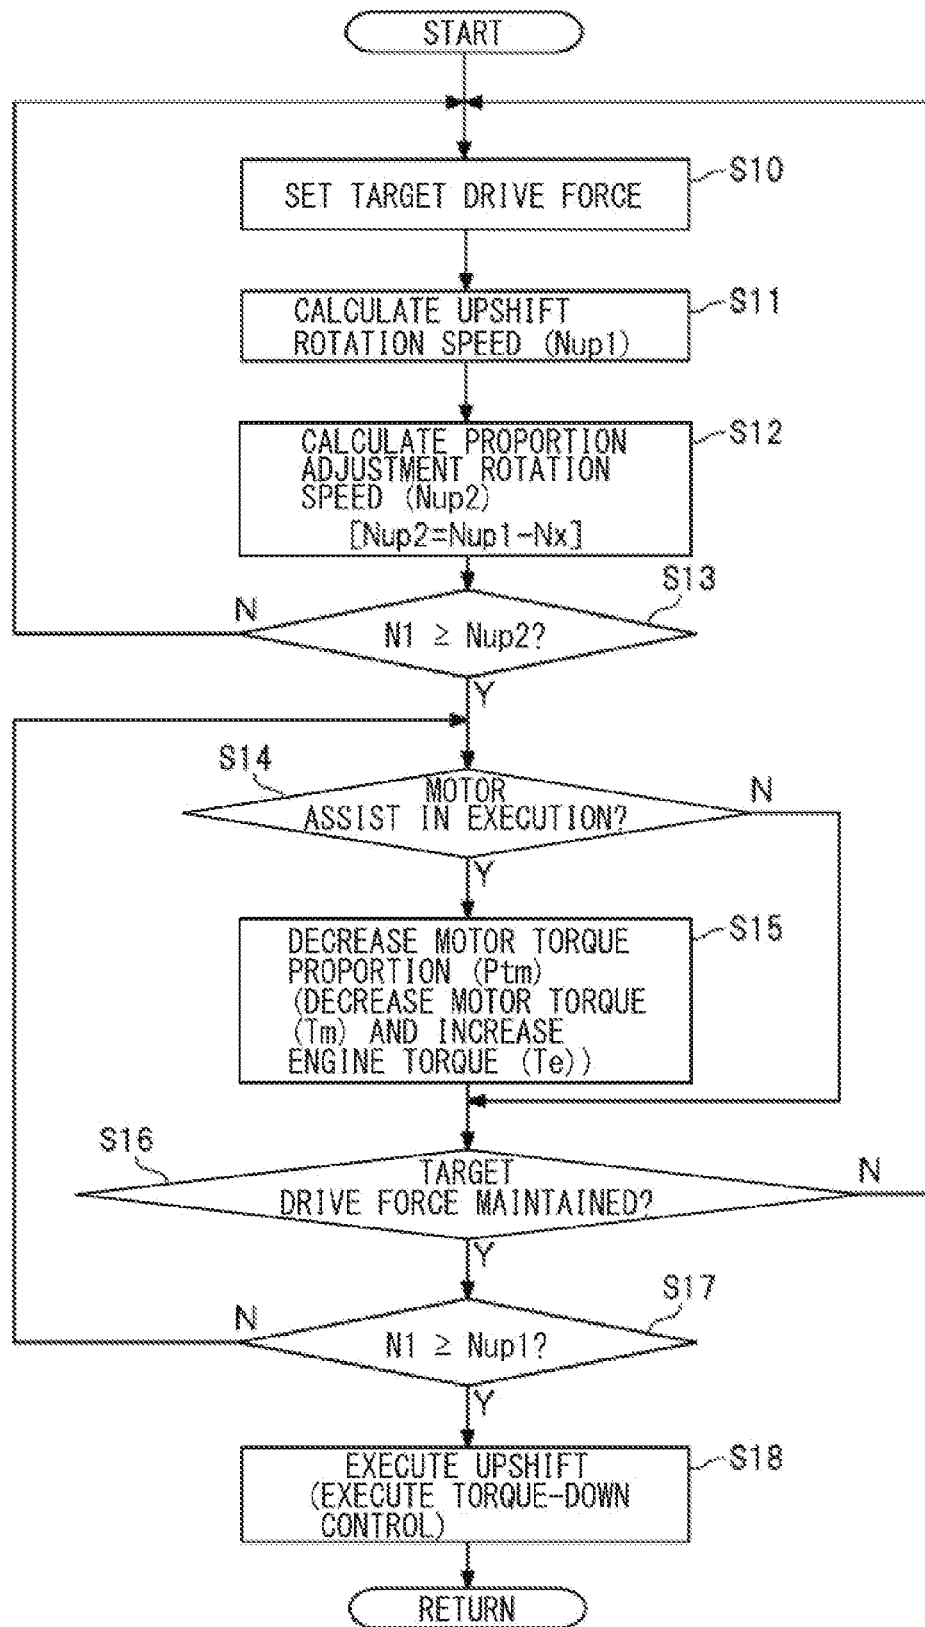 START
S10
SET TARGET DRIVE FORCE
S11
CALCULATE UPSHIFT
ROTATION SPEED (Nup1)
S12
CALCULATE PROPORTION
ADJUSTMENT ROTATION
SPEED (Nup2)
[Nup2=Nup1-Nx]
S13
N
N1 ≥ Nup2?
Y
S14
MOTOR
ASSIST IN EXECUTION?
N
Y
S15
DECREASE MOTOR TORQUE
PROPORTION (Ptm)
(DECREASE MOTOR TORQUE
(Tm) AND INCREASE
ENGINE TORQUE (Te))
S16
TARGET
DRIVE FORCE MAINTAINED?
N
Y
S17
N
N1 ≥ Nup1?
Y
S18
EXECUTE UPSHIFT
(EXECUTE TORQUE-DOWN
CONTROL)
RETURN